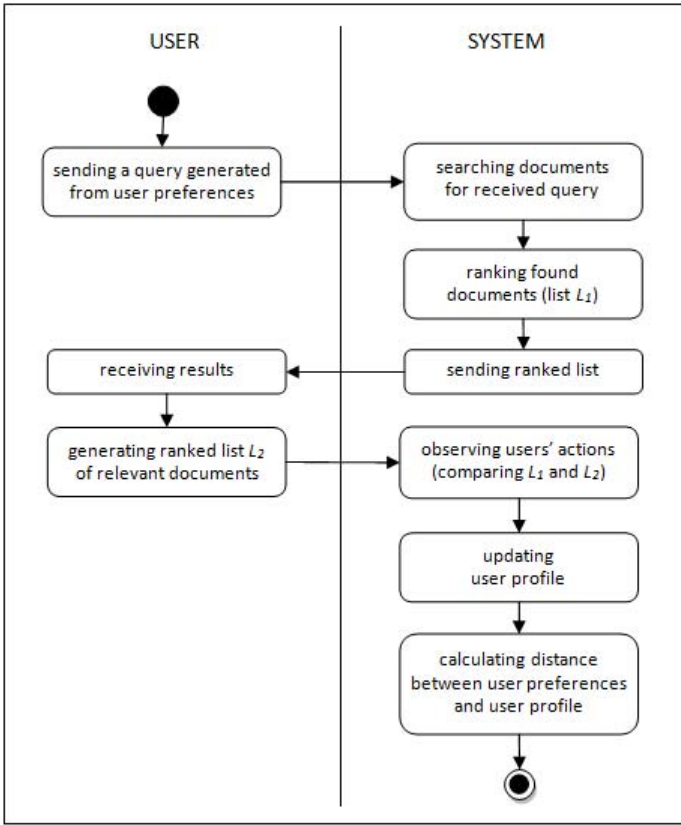 USER
SYSTEM
sending a query generated
from user preferences
searching documents
for received query
ranking found
documents (list L₁)
receiving results
sending ranked list
generating ranked list L₂
of relevant documents
observing users’ actions
(comparing L₁ and L₂)
updating
user profile
calculating distance
between user preferences
and user profile